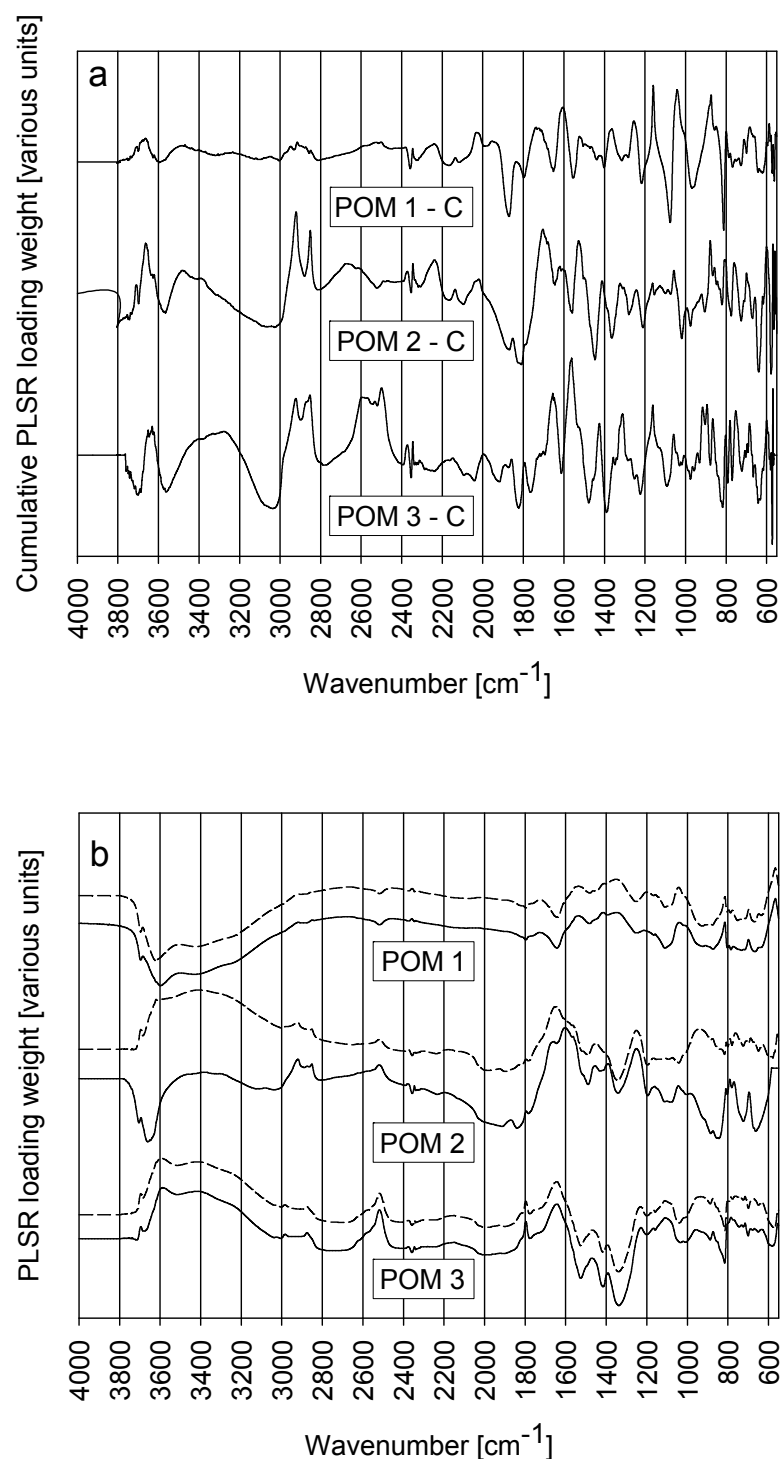 Cumulative PLSR loading weight [various units]
a
POM 1 - C
POM 2 - C
POM 3 - C
4000 3800 3600 3400 3200 3000 2800 2600 2400 2200 2000 1800 1600 1400 1200 1000 800 600
Wavenumber [cm⁻¹]
PLSR loading weight [various units]
b
POM 1
POM 2
POM 3
4000 3800 3600 3400 3200 3000 2800 2600 2400 2200 2000 1800 1600 1400 1200 1000 800 600
Wavenumber [cm⁻¹]